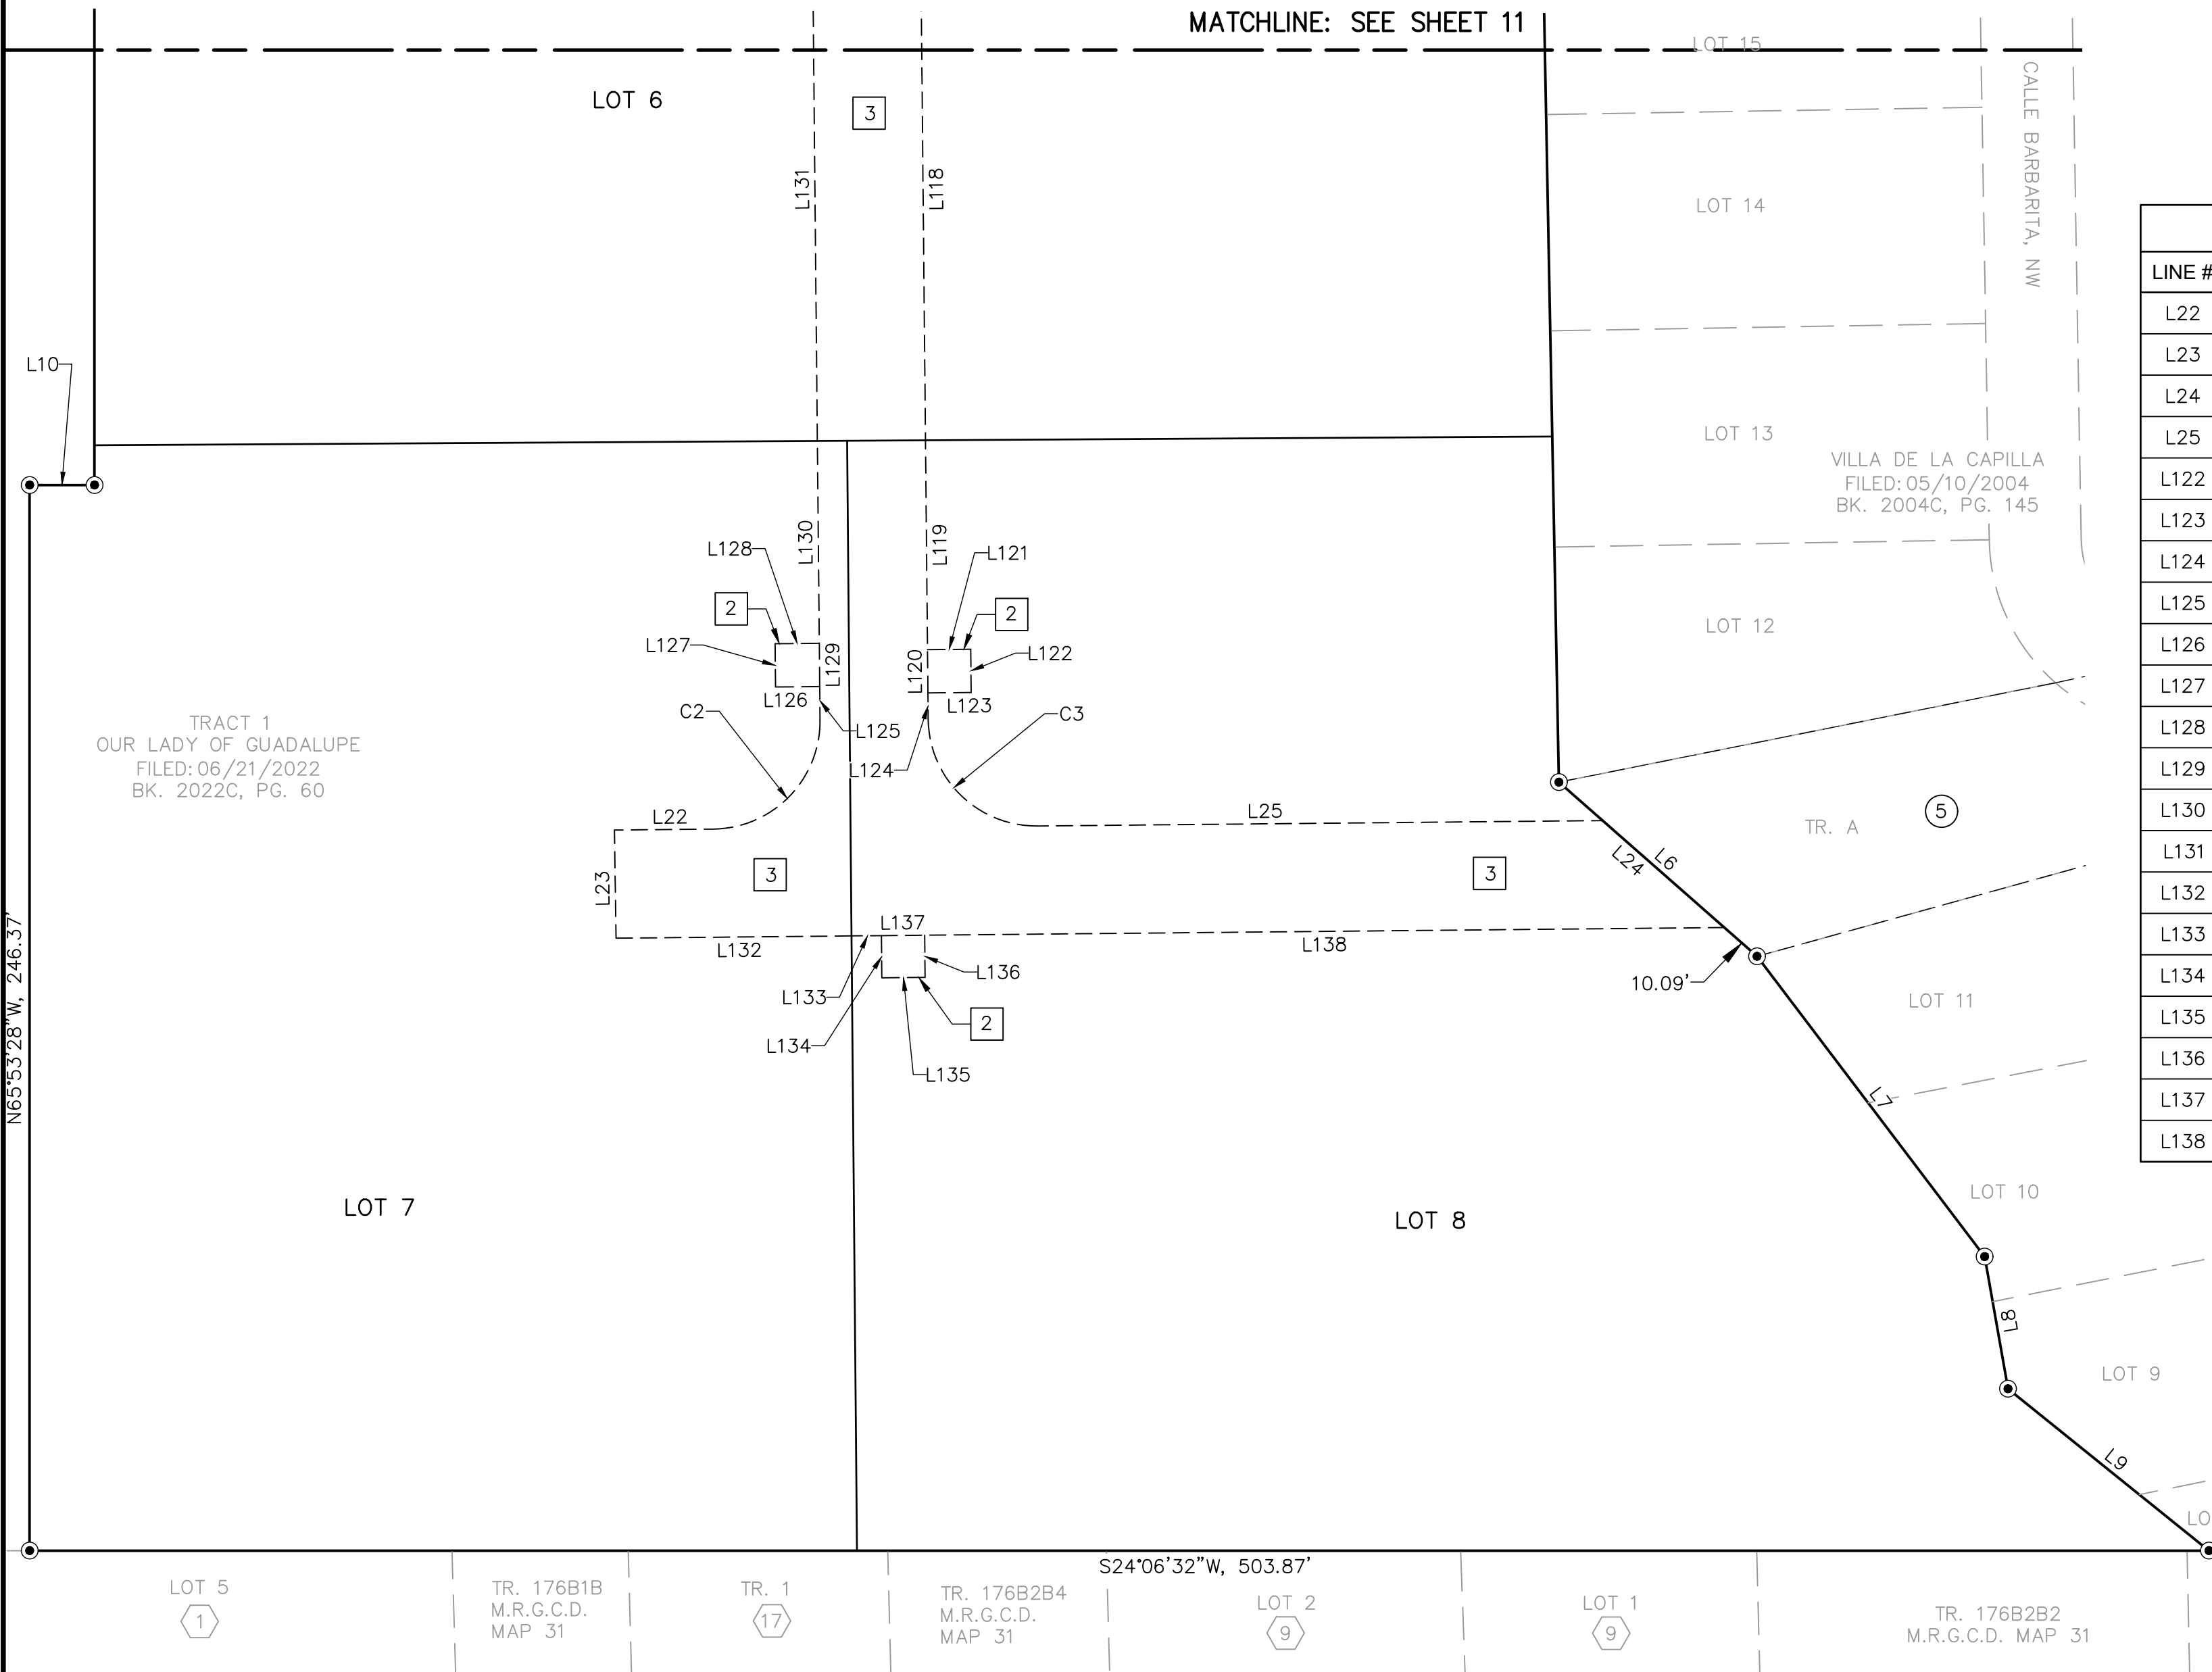 MATCHLINE: SEE SHEET 11
LOT 15
LOT 6
3
CALLE BARBARITA, NW
L131
L118
LOT 14
L10
LOT 13
VILLA DE LA CAPILLA
FILED: 05/10/2004
BK. 2004C, PG. 145
L130
L119
L128
L121
2
2
LOT 12
L127
L129
L120
L122
L126
L123
C2
C3
L125
L124
TRACT 1
OUR LADY OF GUADALUPE
FILED: 06/21/2022
BK. 2022C, PG. 60
L22
L25
5
TR. A
L23
3
3
L24
L6
L137
L132
L138
L136
10.09'
L133
LOT 11
2
L134
L135
N65°53'28"W, 246.37'
L7
LOT 7
LOT 8
LOT 10
L8
LOT 9
L9
LO
S24°06'32"W, 503.87'
LOT 5
1
TR. 176B1B
M.R.G.C.D.
MAP 31
TR. 1
17
TR. 176B2B4
M.R.G.C.D.
MAP 31
LOT 2
9
LOT 1
9
TR. 176B2B2
M.R.G.C.D. MAP 31
LINE #
L22
L23
L24
L25
L122
L123
L124
L125
L126
L127
L128
L129
L130
L131
L132
L133
L134
L135
L136
L137
L138